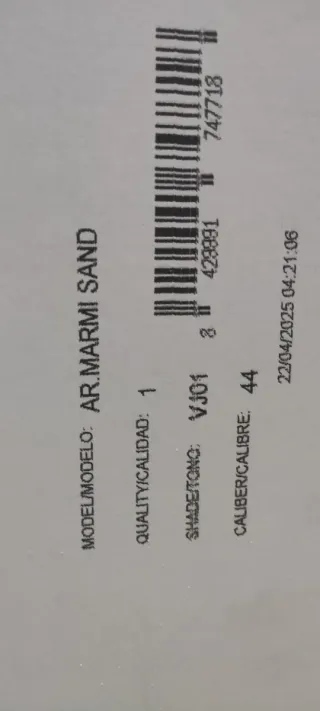 MODEL/MODELO: AR.MARMI SAND
QUALITY/CALIDAD: 1
SHADE/TONO: VJ01
CALIBER/CALIBRE: 44
8 429991 747718
22/04/2025 04:21:06